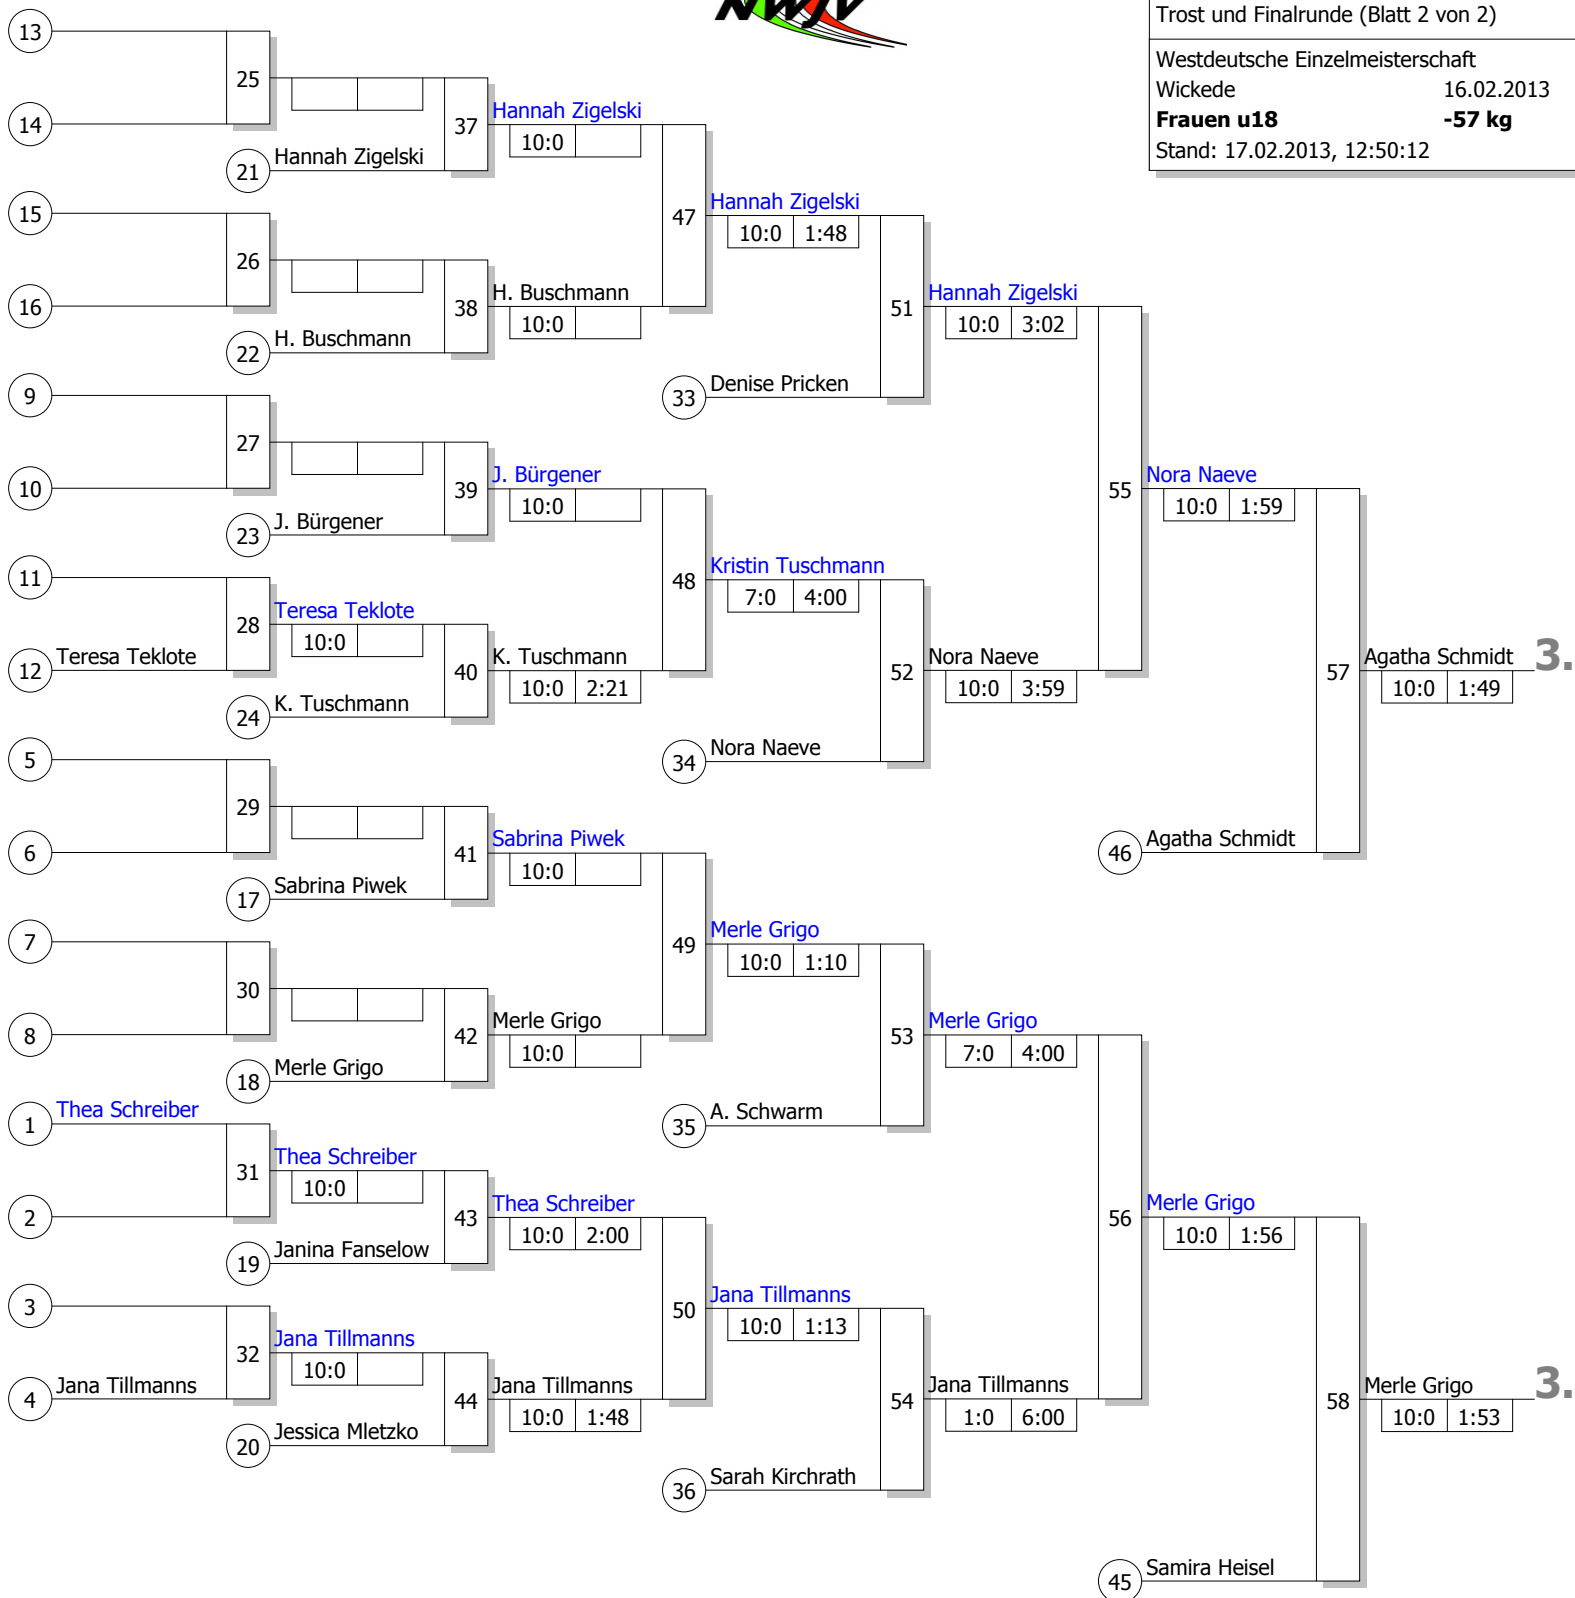 NWJV
Trost und Finalrunde (Blatt 2 von 2)
Westdeutsche Einzelmeisterschaft
Wickede 16.02.2013
Frauen u18 -57 kg
Stand: 17.02.2013, 12:50:12
13
25
14
37
Hannah Zigelski
10:0
21 Hannah Zigelski
15
47
Hannah Zigelski
10:0 1:48
26
16
38
H. Buschmann
10:0
22 H. Buschmann
51
Hannah Zigelski
10:0 3:02
33 Denise Pricken
9
27
10
39
J. Bürgener
10:0
23 J. Bürgener
55
Nora Naeve
10:0 1:59
11
48
Kristin Tuschmann
7:0 4:00
28
Teresa Teklote
10:0
12 Teresa Teklote
40
K. Tuschmann
10:0 2:21
24 K. Tuschmann
52
Nora Naeve
10:0 3:59
34 Nora Naeve
57
Agatha Schmidt
10:0 1:49
3.
46 Agatha Schmidt
5
29
6
41
Sabrina Piwek
10:0
17 Sabrina Piwek
7
49
Merle Grigo
10:0 1:10
30
8
42
Merle Grigo
10:0
18 Merle Grigo
53
Merle Grigo
7:0 4:00
35 A. Schwarm
1 Thea Schreiber
31
Thea Schreiber
10:0
2
43
Thea Schreiber
10:0 2:00
19 Janina Fanselow
56
Merle Grigo
10:0 1:56
3
50
Jana Tillmanns
10:0 1:13
32
Jana Tillmanns
10:0
4 Jana Tillmanns
44
Jana Tillmanns
10:0 1:48
20 Jessica Mletzko
54
Jana Tillmanns
1:0 6:00
36 Sarah Kirchrath
58
Merle Grigo
10:0 1:53
3.
45 Samira Heisel